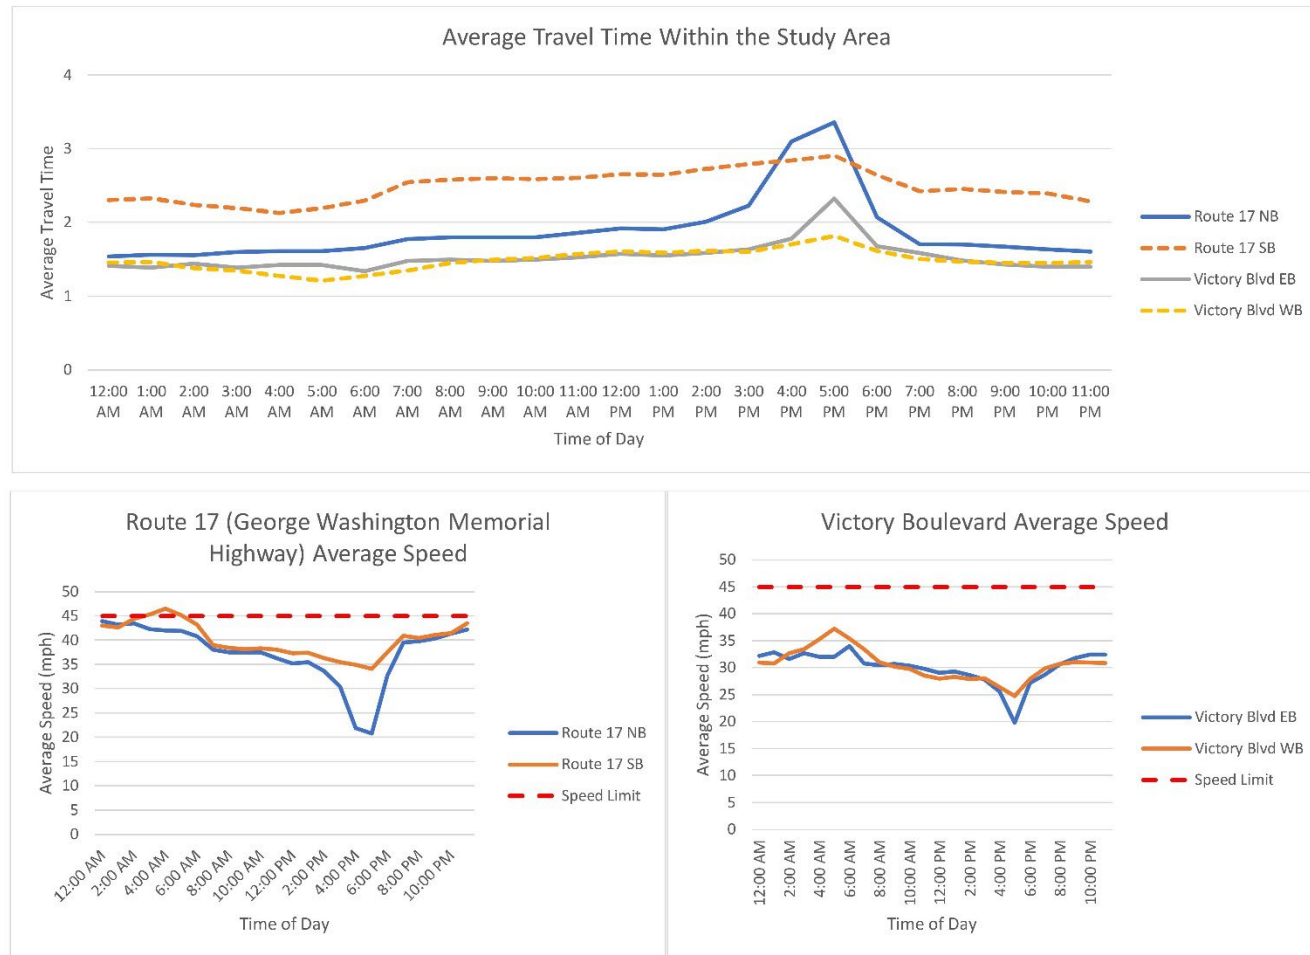 Average Travel Time Within the Study Area
4
3
2
1
0
Average Travel Time
12:00 1:00 2:00 3:00 4:00 5:00 6:00 7:00 8:00 9:00 10:00 11:00 12:00 1:00 2:00 3:00 4:00 5:00 6:00 7:00 8:00 9:00 10:00 11:00
AM AM AM AM AM AM AM AM AM AM AM AM PM PM PM PM PM PM PM PM PM PM PM PM
Time of Day
Route 17 NB
Route 17 SB
Victory Blvd EB
Victory Blvd WB
Route 17 (George Washington Memorial
Highway) Average Speed
50
45
40
35
30
25
20
15
10
5
0
Average Speed (mph)
12:00 AM
2:00 AM
4:00 AM
6:00 AM
8:00 AM
10:00 AM
12:00 PM
2:00 PM
4:00 PM
6:00 PM
8:00 PM
10:00 PM
Time of Day
Route 17 NB
Route 17 SB
Speed Limit
Victory Boulevard Average Speed
50
45
40
35
30
25
20
15
10
5
0
Average Speed (mph)
12:00 AM
2:00 AM
4:00 AM
6:00 AM
8:00 AM
10:00 AM
12:00 PM
2:00 PM
4:00 PM
6:00 PM
8:00 PM
10:00 PM
Time of Day
Victory Blvd EB
Victory Blvd WB
Speed Limit